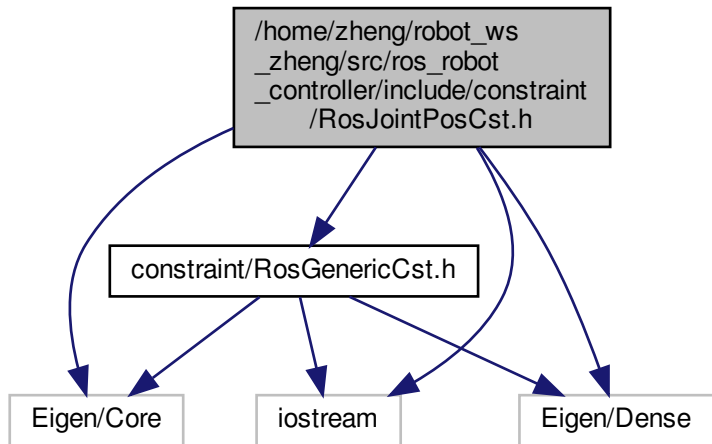 /home/zheng/robot_ws
_zheng/src/ros_robot
_controller/include/constraint
/RosJointPosCst.h
constraint/RosGenericCst.h
Eigen/Core
iostream
Eigen/Dense